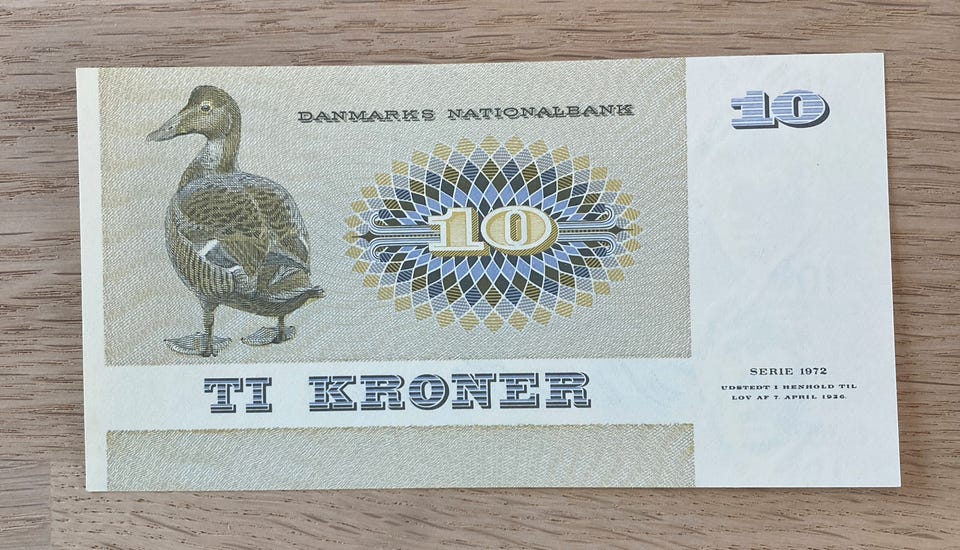 DANMARKS NATIONALBANK
10
10
TI KRONER
SERIE 1972
UDSTEDT I HENHOLD TIL
LOV AF 7. APRIL 1936.